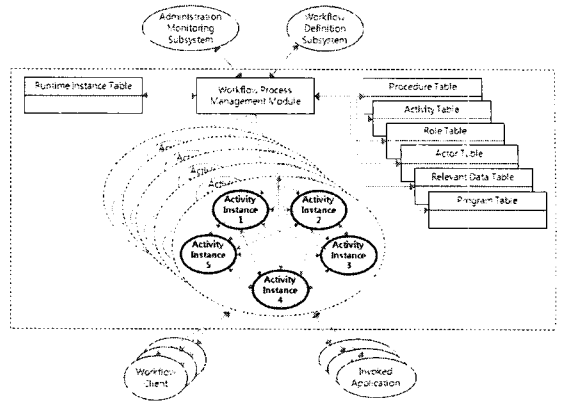 Administration
Monitoring
Subsystem
Workflow
Definition
Subsystem
Runtime Instance Table
Workflow Process
Management Module
Procedure Table
Activity Table
Role Table
Actor Table
Relevant Data Table
Program Table
Activity
Instance
1
Activity
Instance
2
Activity
Instance
5
Activity
Instance
3
Activity
Instance
4
Workflow
Client
Invoked
Application